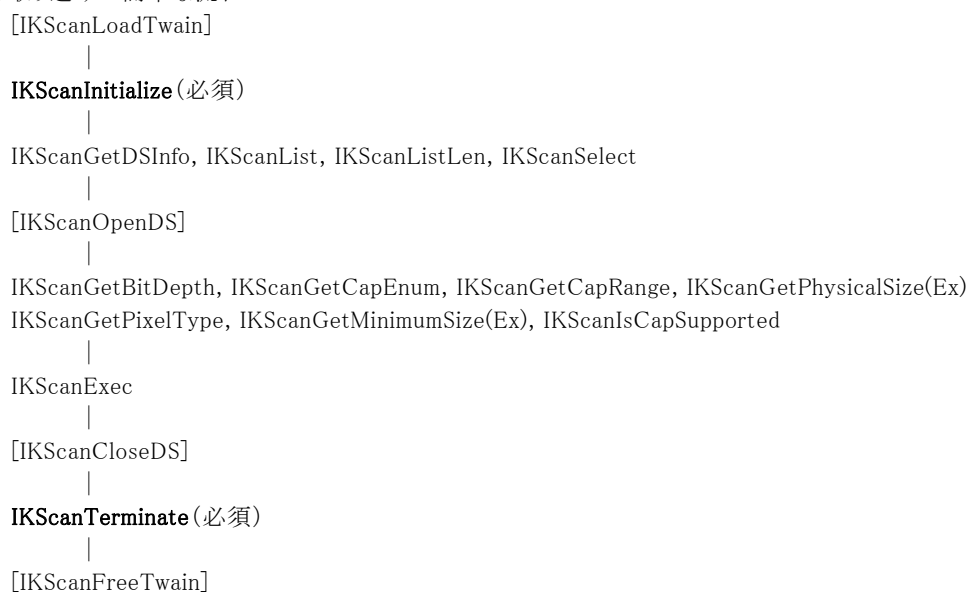 [IKScanLoadTwain]
|
IKScanInitialize(必須)
|
IKScanGetDSInfo, IKScanList, IKScanListLen, IKScanSelect
|
[IKScanOpenDS]
|
IKScanGetBitDepth, IKScanGetCapEnum, IKScanGetCapRange, IKScanGetPhysicalSize(Ex)
IKScanGetPixelType, IKScanGetMinimumSize(Ex), IKScanIsCapSupported
|
IKScanExec
|
[IKScanCloseDS]
|
IKScanTerminate(必須)
|
[IKScanFreeTwain]